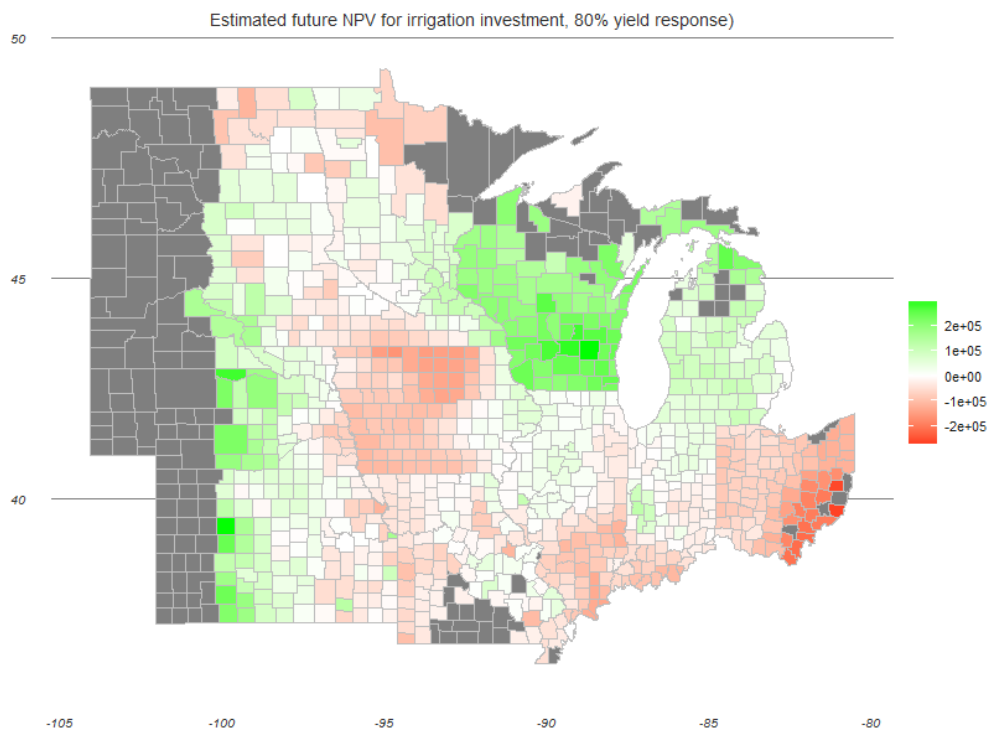 Estimated future NPV for irrigation investment, 80% yield response)
50
45
40
2e+05
1e+05
0e+00
-1e+05
-2e+05
-105
-100
-95
-90
-85
-80